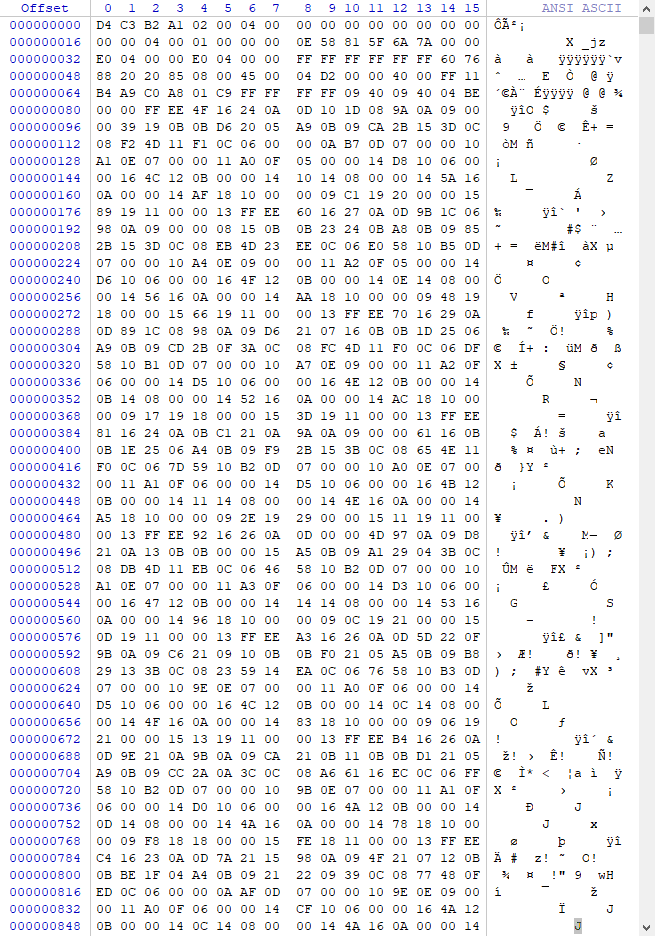 Offset 0 1 2 3 4 5 6 7 8 9 10 11 12 13 14 15 ANSI ASCII
000000000 D4 C3 B2 A1 02 00 04 00 00 00 00 00 00 00 00 00 ÔÃ²¡
000000016 00 00 04 00 01 00 00 00 0E 58 81 5F 6A 7A 00 00 X _jz
000000032 E0 04 00 00 E0 04 00 00 FF FF FF FF FF FF 60 76 à à ÿÿÿÿÿÿ`v
000000048 88 20 20 85 08 00 45 00 04 D2 00 00 40 00 FF 11 ˆ … E Ò @ ÿ
000000064 B4 A9 C0 A8 01 C9 FF FF FF FF 09 40 09 40 04 BE ´©À¨ Éÿÿÿÿ @ @ ¾
000000080 00 00 FF EE 4F 16 24 0A 0D 10 1D 08 9A 0A 09 00 ÿîO $ š
000000096 00 39 19 0B 0B D6 20 05 A9 0B 09 CA 2B 15 3D 0C 9 Ö © Ê+ =
000000112 08 F2 4D 11 F1 0C 06 00 00 0A B7 0D 07 00 00 10 òM ñ ·
000000128 A1 0E 07 00 00 11 A0 0F 05 00 00 14 D8 10 06 00 ¡ Ø
000000144 00 16 4C 12 0B 00 00 14 10 14 08 00 00 14 5A 16 L Z
000000160 0A 00 00 14 AF 18 10 00 00 09 C1 19 20 00 00 15 ¯ Á
000000176 89 19 11 00 00 13 FF EE 60 16 27 0A 0D 9B 1C 06 ‰ ÿî` ' ›
000000192 98 0A 09 00 00 08 15 0B 0B 23 24 0B A8 0B 09 85 ˜ #$ ¨ …
000000208 2B 15 3D 0C 08 EB 4D 23 EE 0C 06 E0 58 10 B5 0D + = ëM#î àX µ
000000224 07 00 00 10 A4 0E 09 00 00 11 A2 0F 05 00 00 14 ¤ ¢
000000240 D6 10 06 00 00 16 4F 12 0B 00 00 14 0E 14 08 00 Ö O
000000256 00 14 56 16 0A 00 00 14 AA 18 10 00 00 09 48 19 V ª H
000000272 18 00 00 15 66 19 11 00 00 13 FF EE 70 16 29 0A f ÿîp )
000000288 0D 89 1C 08 98 0A 09 D6 21 07 16 0B 0B 1D 25 06 ‰ ˜ Ö! %
000000304 A9 0B 09 CD 2B 0F 3A 0C 08 FC 4D 11 F0 0C 06 DF © Í+ : üM ð ß
000000320 58 10 B1 0D 07 00 00 10 A7 0E 09 00 00 11 A2 0F X ± § ¢
000000336 06 00 00 14 D5 10 06 00 00 16 4E 12 0B 00 00 14 Õ N
000000352 0B 14 08 00 00 14 52 16 0A 00 00 14 AC 18 10 00 R ¬
000000368 00 09 17 19 18 00 00 15 3D 19 11 00 00 13 FF EE = ÿî
000000384 81 16 24 0A 0B C1 21 0A 9A 0A 09 00 00 61 16 0B $ Á! š a
000000400 0B 1E 25 06 A4 0B 09 F9 2B 15 3B 0C 08 65 4E 11 % ¤ ù+ ; eN
000000416 F0 0C 06 7D 59 10 B2 0D 07 00 00 10 A0 0E 07 00 ð }Y ²
000000432 00 11 A1 0F 06 00 00 14 D5 10 06 00 00 16 4B 12 ¡ Õ K
000000448 0B 00 00 14 11 14 08 00 00 14 4E 16 0A 00 00 14 N
000000464 A5 18 10 00 00 09 2E 19 29 00 00 15 11 19 11 00 ¥ . )
000000480 00 13 FF EE 92 16 26 0A 0D 00 00 4D 97 0A 09 D8 ÿî’ & M— Ø
000000496 21 0A 13 0B 0B 00 00 15 A5 0B 09 A1 29 04 3B 0C ! ¥ ¡) ;
000000512 08 DB 4D 11 EB 0C 06 46 58 10 B2 0D 07 00 00 10 ÛM ë FX ²
000000528 A1 0E 07 00 00 11 A3 0F 06 00 00 14 D3 10 06 00 ¡ £ Ó
000000544 00 16 47 12 0B 00 00 14 14 14 08 00 00 14 53 16 G S
000000560 0A 00 00 14 96 18 10 00 00 09 0C 19 21 00 00 15 – !
000000576 0D 19 11 00 00 13 FF EE A3 16 26 0A 0D 5D 22 0F ÿî£ & ]"
000000592 9B 0A 09 C6 21 09 10 0B 0B F0 21 05 A5 0B 09 B8 › Æ! ð! ¥ ¸
000000608 29 13 3B 0C 08 23 59 14 EA 0C 06 76 58 10 B3 0D ) ; #Y ê vX ³
000000624 07 00 00 10 9E 0E 07 00 00 11 A0 0F 06 00 00 14 ž
000000640 D5 10 06 00 00 16 4C 12 0B 00 00 14 0C 14 08 00 Õ L
000000656 00 14 4F 16 0A 00 00 14 83 18 10 00 00 09 06 19 O ƒ
000000672 21 00 00 15 13 19 11 00 00 13 FF EE B4 16 26 0A ! ÿî´ &
000000688 0D 9E 21 0A 9B 0A 09 CA 21 0B 11 0B 0B D1 21 05 ž! › Ê! Ñ!
000000704 A9 0B 09 CC 2A 0A 3C 0C 08 A6 61 16 EC 0C 06 FF © Ì* < ¦a ì ÿ
000000720 58 10 B2 0D 07 00 00 10 9B 0E 07 00 00 11 A1 0F X ² › ¡
000000736 06 00 00 14 D0 10 06 00 00 16 4A 12 0B 00 00 14 Ð J
000000752 0D 14 08 00 00 14 4A 16 0A 00 00 14 78 18 10 00 J x
000000768 00 09 F8 18 18 00 00 15 FE 18 11 00 00 13 FF EE ø þ ÿî
000000784 C4 16 23 0A 0D 7A 21 15 98 0A 09 4F 21 07 12 0B Ä # z! ˜ O!
000000800 0B BE 1F 04 A4 0B 09 21 22 09 39 0C 08 77 48 0F ¾ ¤ !" 9 wH
000000816 ED 0C 06 00 00 0A AF 0D 07 00 00 10 9E 0E 09 00 í ¯ ž
000000832 00 11 A0 0F 06 00 00 14 CF 10 06 00 00 16 4A 12 Ï J
000000848 0B 00 00 14 0C 14 08 00 00 14 4A 16 0A 00 00 14 J